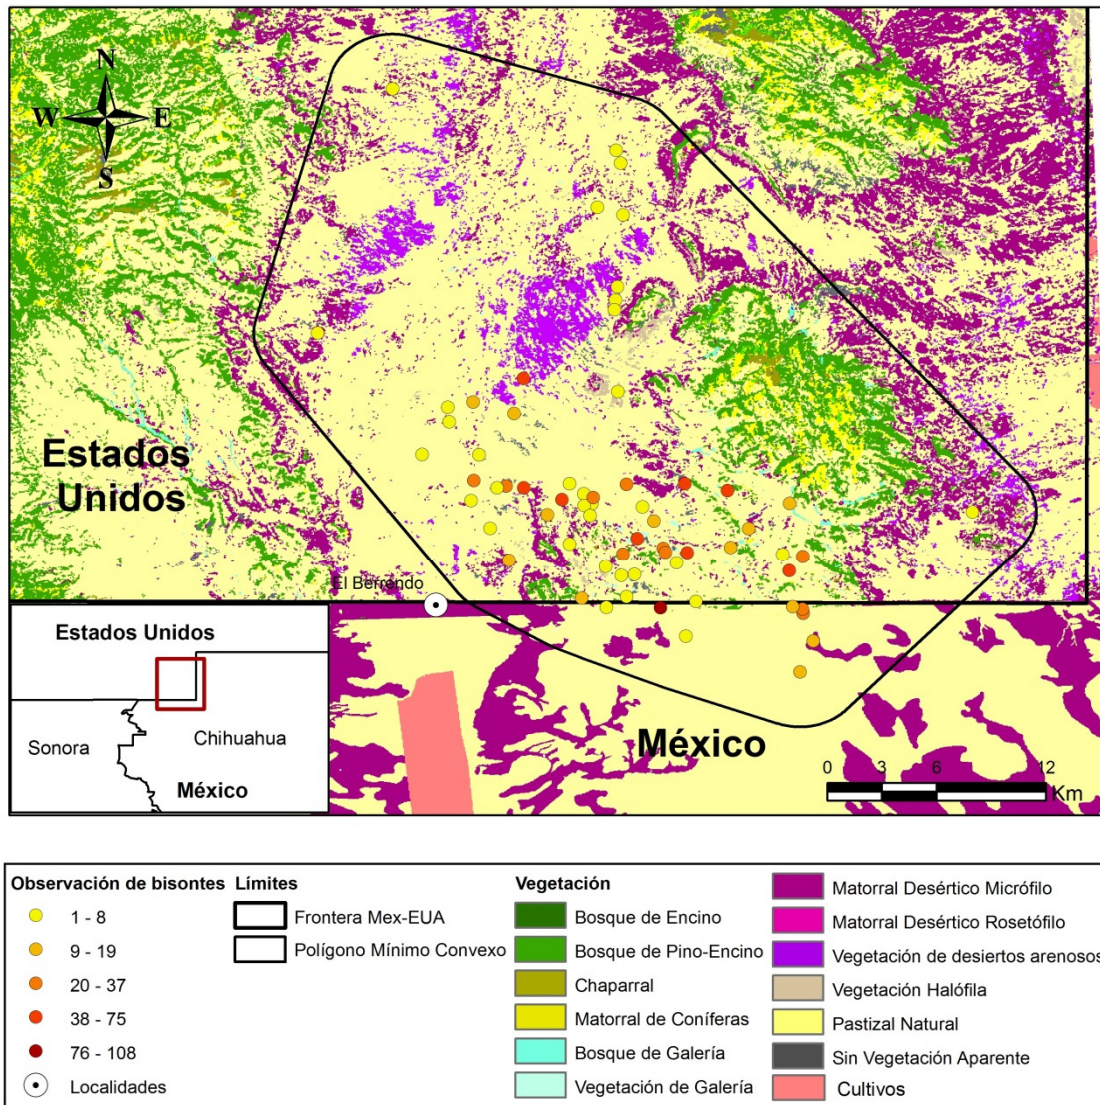 N
W E
S
Estados
Unidos
El Berrendo
Estados Unidos
Sonora
Chihuahua
México
México
0 3 6 12
Km
Observación de bisontes
1 - 8
9 - 19
20 - 37
38 - 75
76 - 108
Localidades
Límites
Frontera Mex-EUA
Polígono Mínimo Convexo
Vegetación
Bosque de Encino
Bosque de Pino-Encino
Chaparral
Matorral de Coníferas
Bosque de Galería
Vegetación de Galería
Matorral Desértico Micrófilo
Matorral Desértico Rosetófilo
Vegetación de desiertos arenosos
Vegetación Halófila
Pastizal Natural
Sin Vegetación Aparente
Cultivos